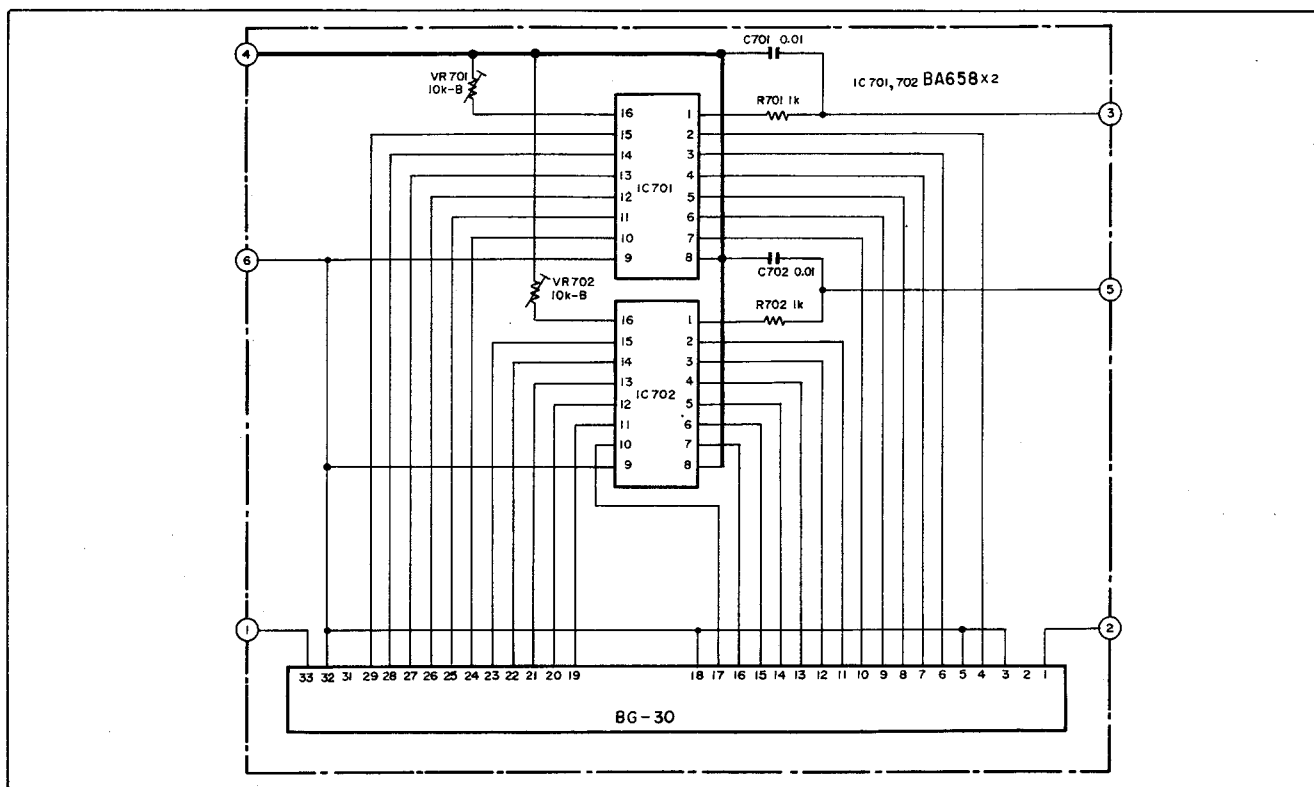 C701 0.01
4
VR701
10k-B
IC701,702 BA658×2
R701 1k
3
16 1
15 2
14 3
13 4
IC701
12 5
11 6
10 7
9 8
6
C702 0.01
VR702
10k-B
5
R702 1k
16 1
15 2
14 3
13 4
IC702
12 5
11 6
10 7
9 8
1
2
33 32 31 29 28 27 26 25 24 23 22 21 20 19 18 17 16 15 14 13 12 11 10 9 8 7 6 5 4 3 2 1
BG-30